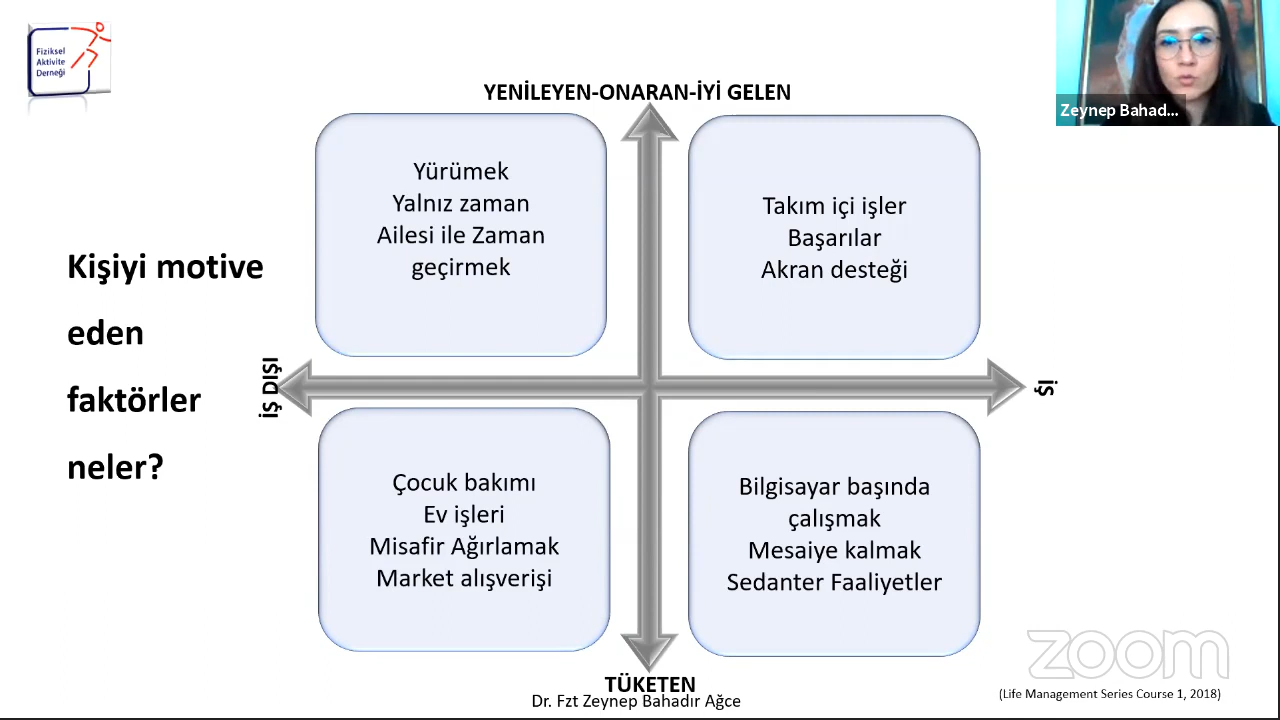 Fiziksel
Aktivite
Derneği
Zeynep Bahad...
YENİLEYEN-ONARAN-İYİ GELEN
Kişiyi motive
eden
faktörler
neler?
Yürümek
Yalnız zaman
Ailesi ile Zaman
geçirmek
Takım içi işler
Başarılar
Akran desteği
İŞ DIŞI
İŞ
Çocuk bakımı
Ev işleri
Misafir Ağırlamak
Market alışverişi
Bilgisayar başında
çalışmak
Mesaiye kalmak
Sedanter Faaliyetler
TÜKETEN
Dr. Fzt Zeynep Bahadır Ağce
zoom
(Life Management Series Course 1, 2018)